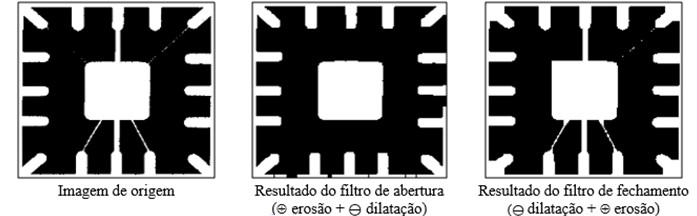 Imagem de origem
Resultado do filtro de abertura
(⊕ erosão + ⊖ dilatação)
Resultado do filtro de fechamento
(⊖ dilatação + ⊕ erosão)